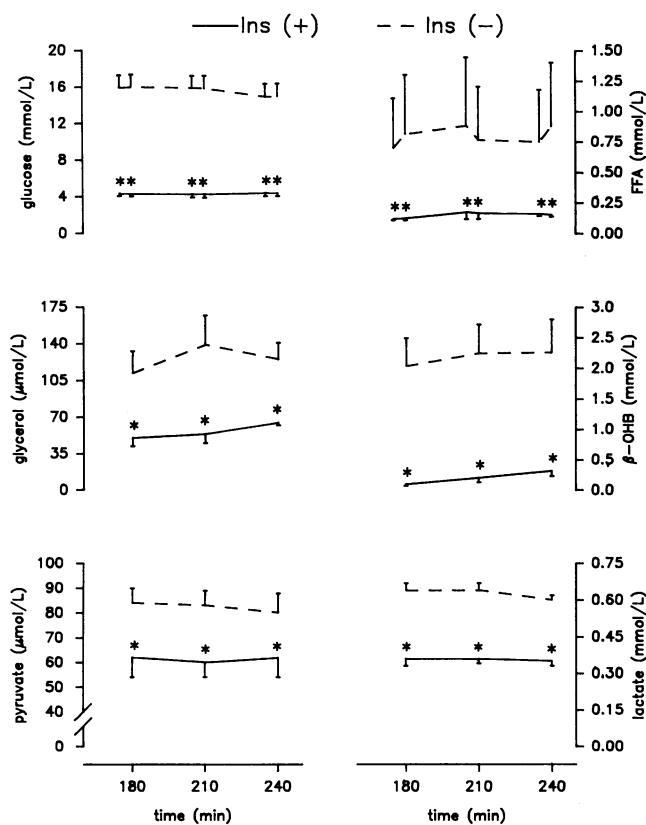 Ins (+) Ins (-)
20
16
12
8
4
0
glucose (mmol/L)
** ** **
1.50
1.25
1.00
0.75
0.50
0.25
0.00
FFA (mmol/L)
** ** **
175
140
105
70
35
0
glycerol (μmol/L)
* * *
3.0
2.5
2.0
1.5
1.0
0.5
0.0
β-OHB (mmol/L)
* * *
100
90
80
70
60
50
40
0
pyruvate (μmol/L)
* * *
0.75
0.60
0.45
0.30
0.15
0.00
lactate (mmol/L)
* * *
180 210 240
time (min)
180 210 240
time (min)